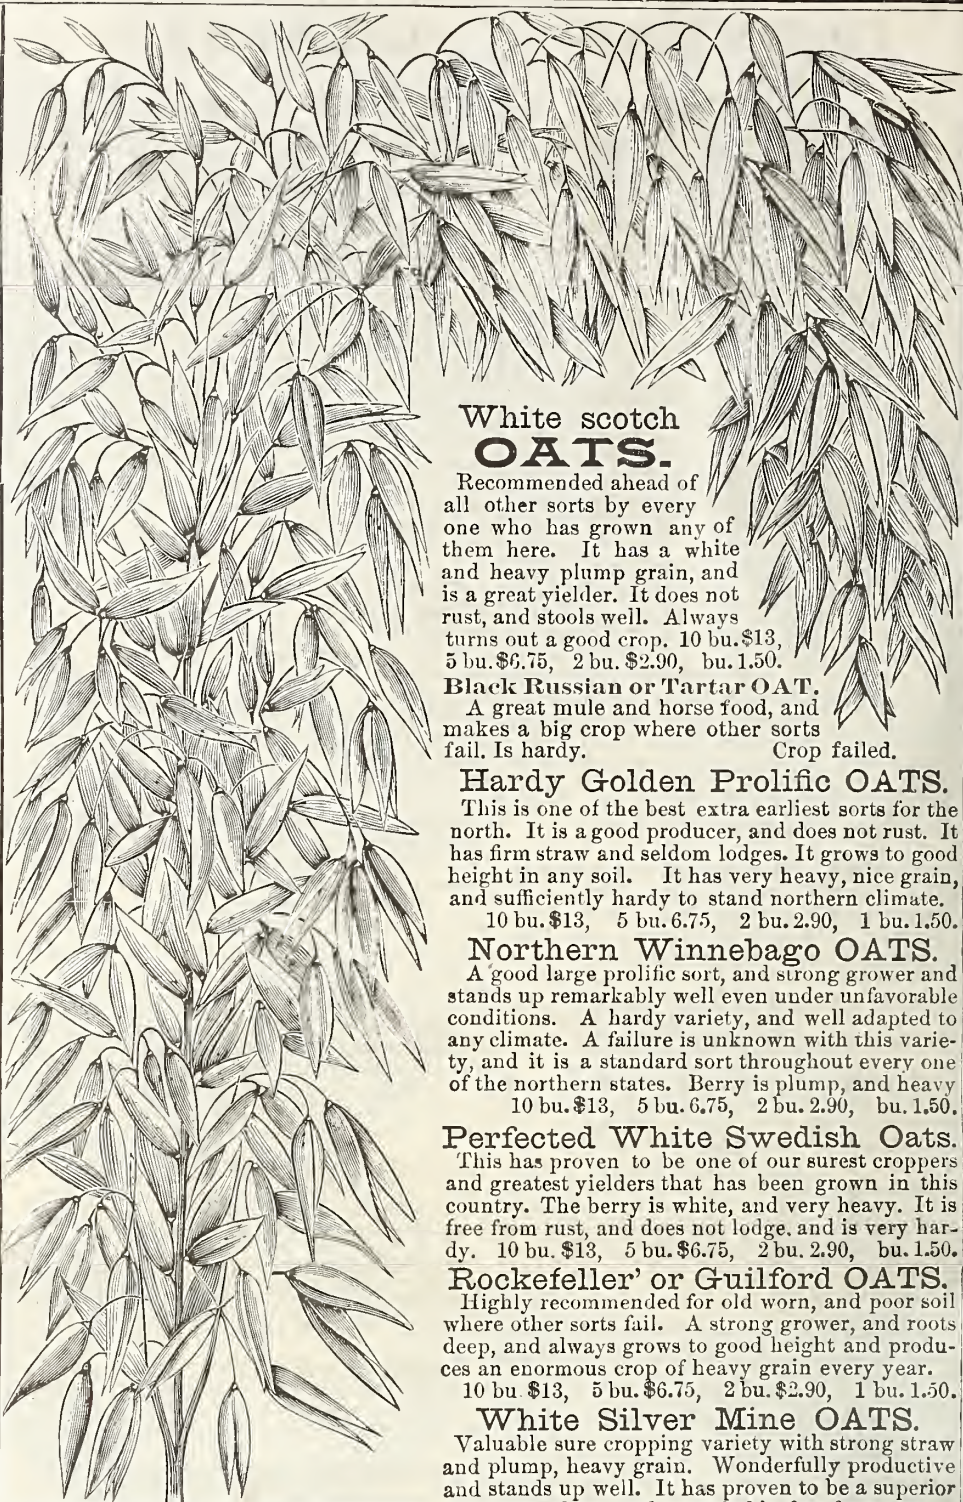 White scotch
OATS.
Recommended ahead of
all other sorts by every
one who has grown any of
them here. It has a white
and heavy plump grain, and
is a great yielder. It does not
rust, and stools well. Always
turns out a good crop. 10 bu. $13,
5 bu. $6.75, 2 bu. $2.90, bu. 1.50.
Black Russian or Tartar OAT.
A great mule and horse food, and
makes a big crop where other sorts
fail. Is hardy. Crop failed.
Hardy Golden Prolific OATS.
This is one of the best extra earliest sorts for the
north. It is a good producer, and does not rust. It
has firm straw and seldom lodges. It grows to good
height in any soil. It has very heavy, nice grain,
and sufficiently hardy to stand northern climate.
10 bu. $13, 5 bu. 6.75, 2 bu. 2.90, 1 bu. 1.50.
Northern Winnebago OATS.
A good large prolific sort, and strong grower and
stands up remarkably well even under unfavorable
conditions. A hardy variety, and well adapted to
any climate. A failure is unknown with this varie-
ty, and it is a standard sort throughout every one
of the northern states. Berry is plump, and heavy
10 bu. $13, 5 bu. 6.75, 2 bu. 2.90, bu. 1.50.
Perfected White Swedish Oats.
This has proven to be one of our surest croppers
and greatest yielders that has been grown in this
country. The berry is white, and very heavy. It is
free from rust, and does not lodge. and is very har-
dy. 10 bu. $13, 5 bu. $6.75, 2 bu. 2.90, bu. 1.50.
Rockefeller' or Guilford OATS.
Highly recommended for old worn, and poor soil
where other sorts fail. A strong grower, and roots
deep, and always grows to good height and produ-
ces an enormous crop of heavy grain every year.
10 bu $13, 5 bu. $6.75, 2 bu. $2.90, 1 bu. 1.50.
White Silver Mine OATS.
Valuable sure cropping variety with strong straw
and plump, heavy grain. Wonderfully productive
and stands up well. It has proven to be a superior